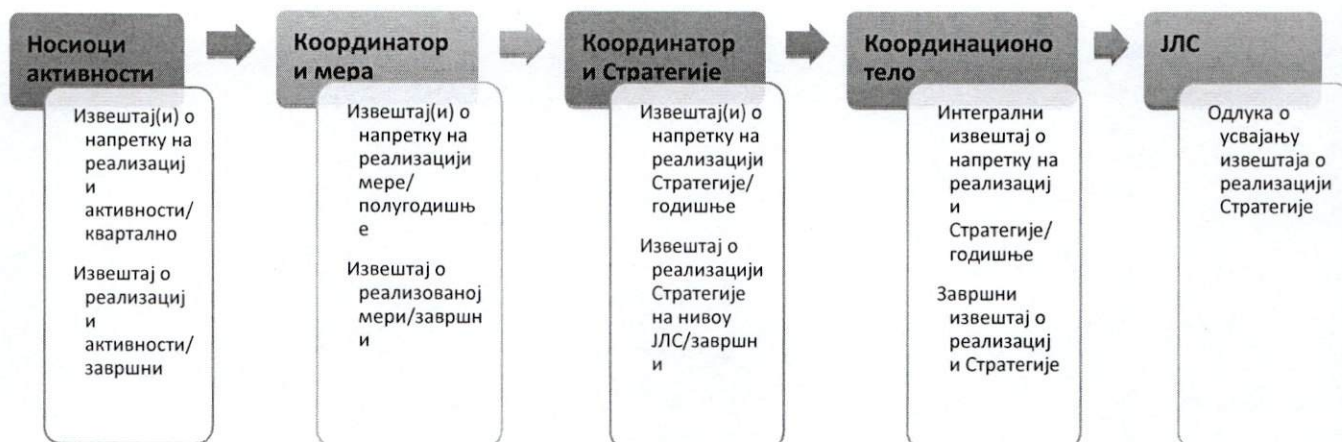 Носиоци
активности
Извештај(и) о
напретку на
реализациј
и
активности/
квартално
Извештај о
реализациј
и
активности/
завршни
Координатор
и мера
Извештај(и) о
напретку на
реализацији
мере/
полугодишњ
е
Извештај о
реализованој
мери/завршн
и
Координатор
и Стратегије
Извештај(и) о
напретку на
реализацији
Стратегије/
годишње
Извештај о
реализацији
Стратегије
на нивоу
ЈЛС/завршн
и
Координационо
тело
Интегрални
извештај о
напретку на
реализациј
и
Стратегије/
годишње
Завршни
извештај о
реализациј
и Стратегије
ЈЛС
Одлука о
усвајању
извештаја о
реализацији
Стратегије